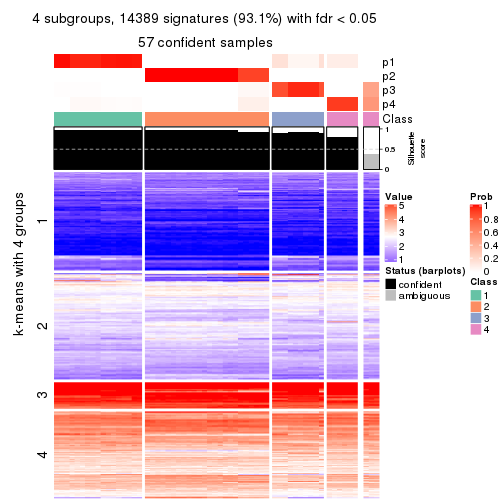 4 subgroups, 14389 signatures (93.1%) with fdr < 0.05
57 confident samples
p1
p2
p3
p4
Class
1
0.5
0
Silhouette
score
k-means with 4 groups
1
2
3
4
Value
5
4
3
2
1
Status (barplots)
confident
ambiguous
Prob
1
0.8
0.6
0.4
0.2
0
Class
1
2
3
4